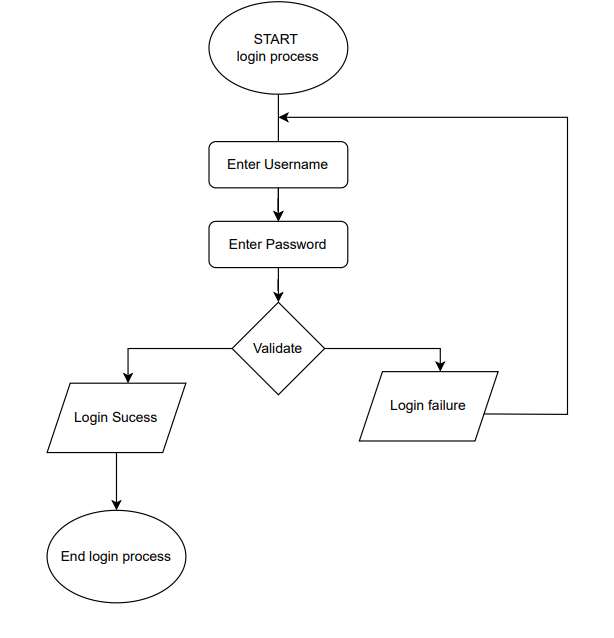 START
login process
Enter Username
Enter Password
Validate
Login Sucess
Login failure
End login process